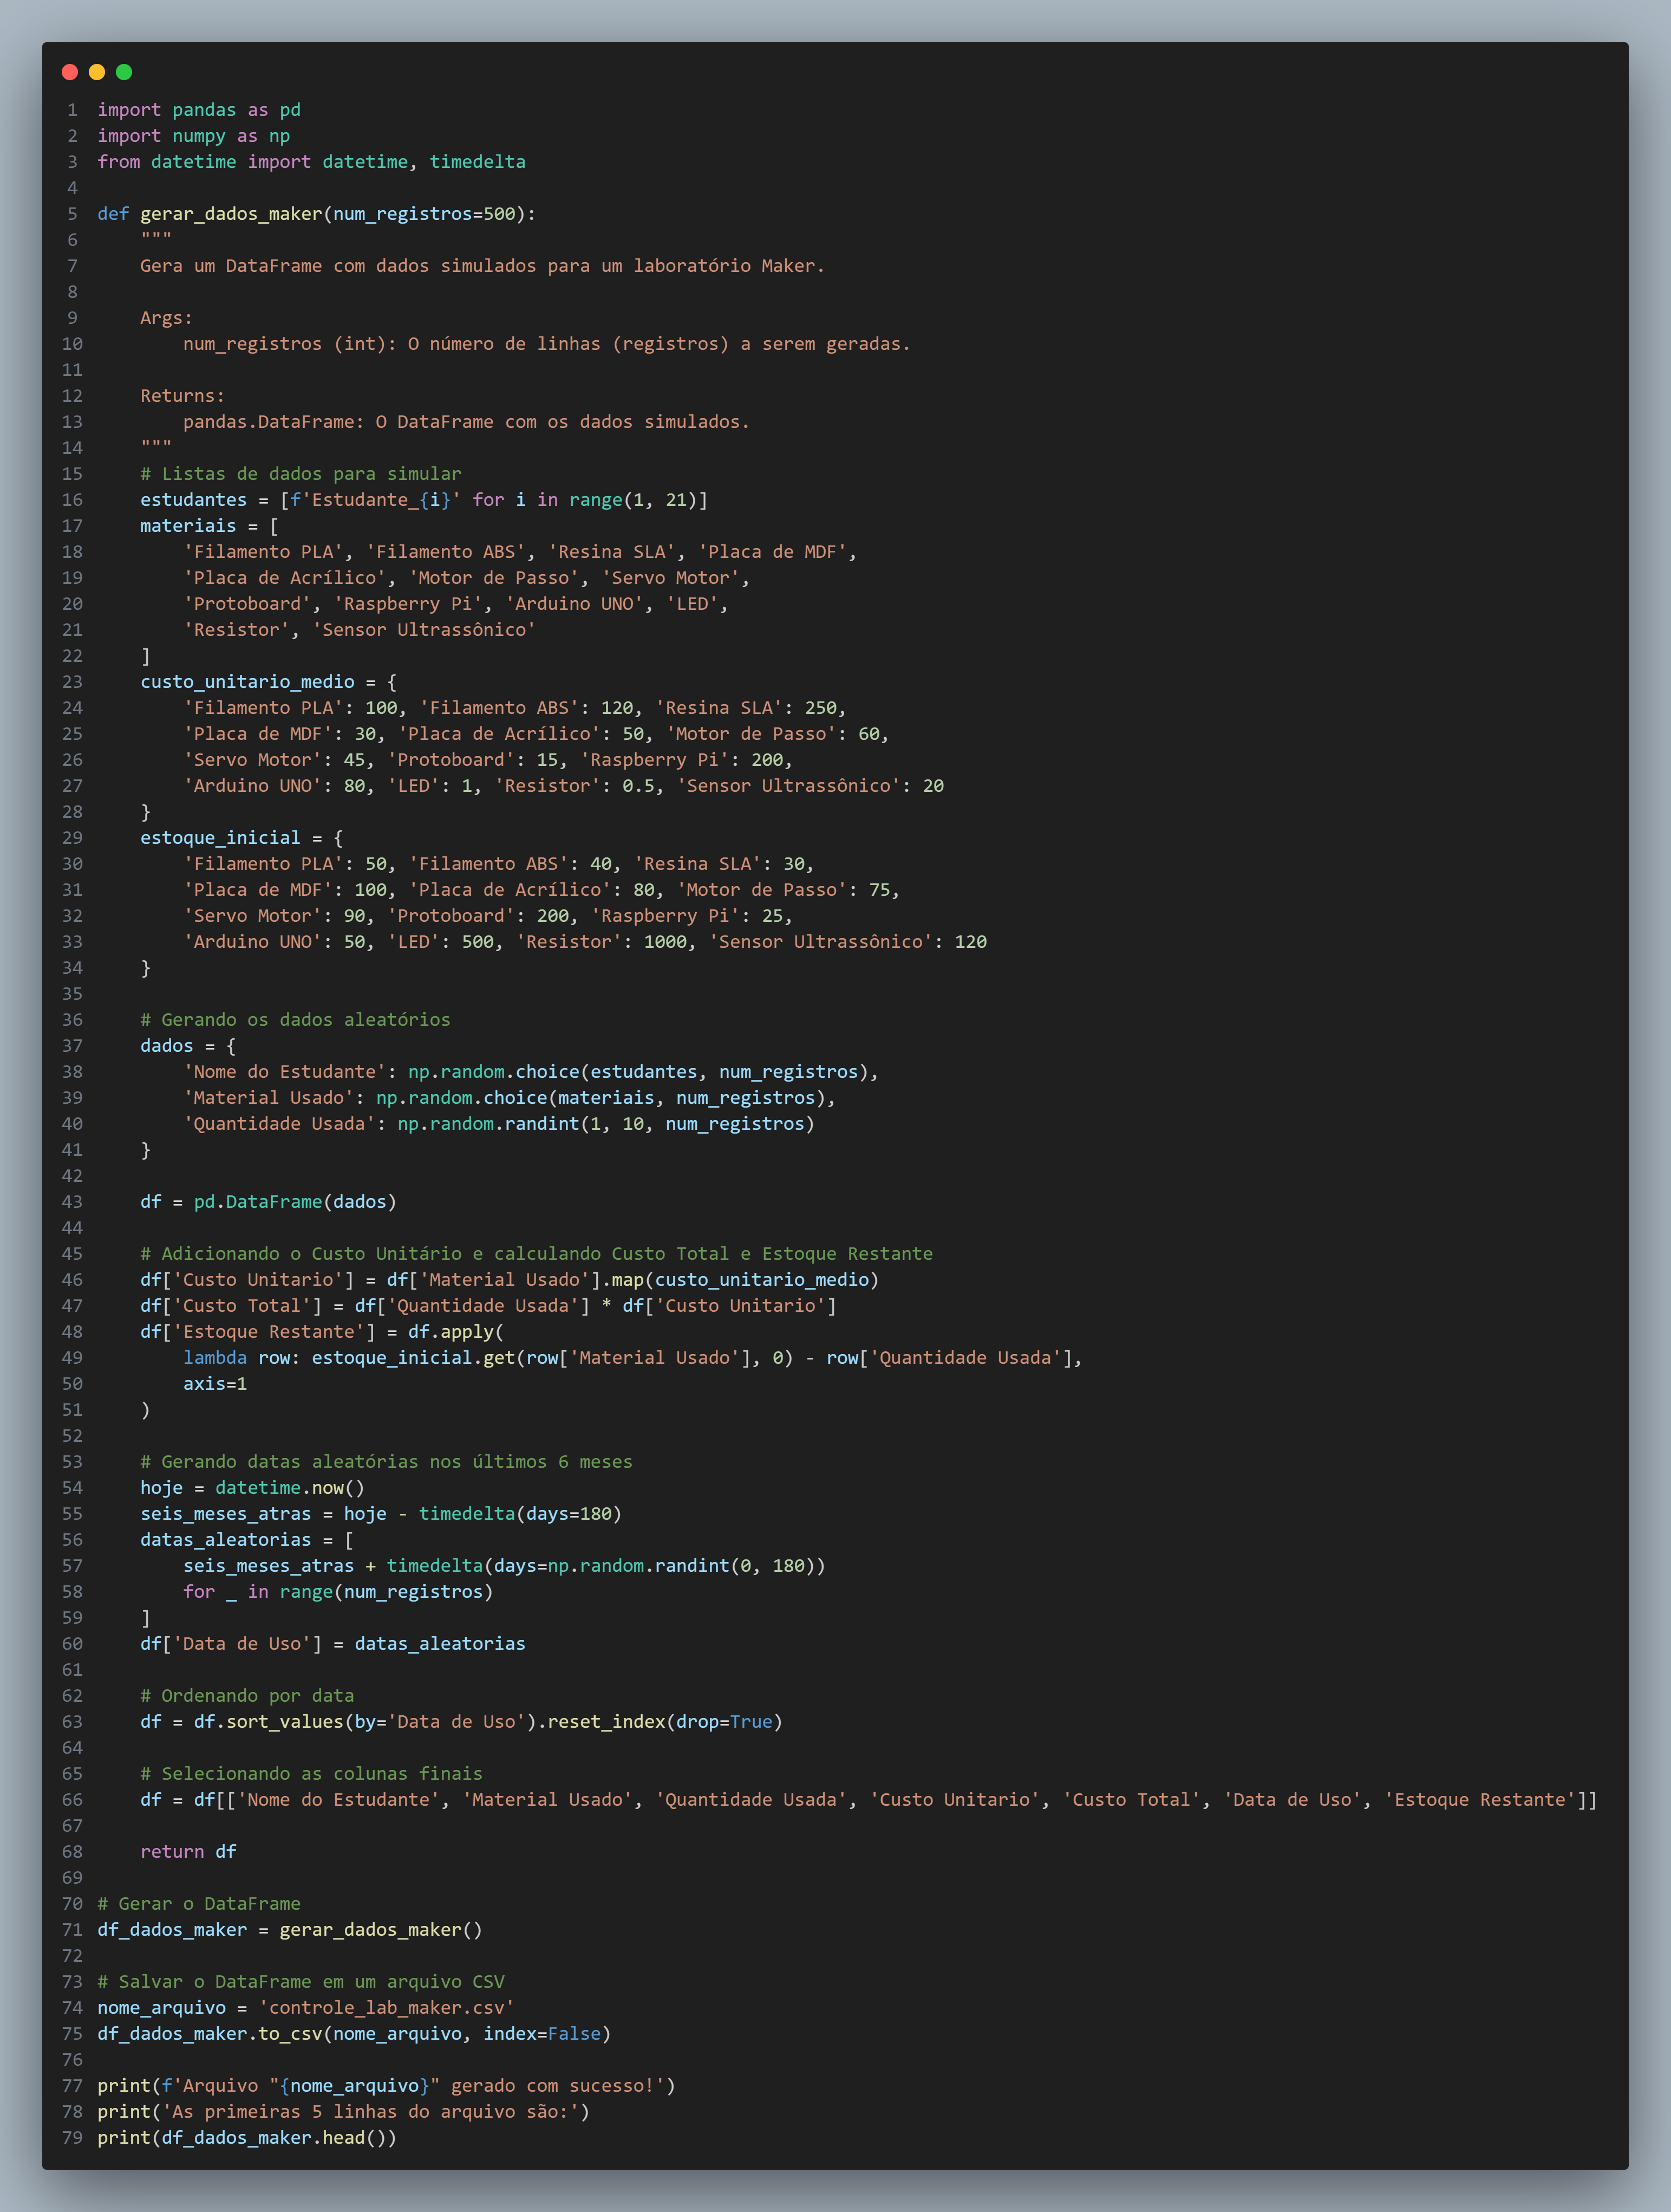 1 import pandas as pd
2 import numpy as np
3 from datetime import datetime, timedelta
4
5 def gerar_dados_maker(num_registros=500):
6     """
7     Gera um DataFrame com dados simulados para um laboratório Maker.
8
9     Args:
10         num_registros (int): O número de linhas (registros) a serem geradas.
11
12     Returns:
13         pandas.DataFrame: O DataFrame com os dados simulados.
14     """
15     # Listas de dados para simular
16     estudantes = [f'Estudante_{i}' for i in range(1, 21)]
17     materiais = [
18         'Filamento PLA', 'Filamento ABS', 'Resina SLA', 'Placa de MDF',
19         'Placa de Acrílico', 'Motor de Passo', 'Servo Motor',
20         'Protoboard', 'Raspberry Pi', 'Arduino UNO', 'LED',
21         'Resistor', 'Sensor Ultrassônico'
22     ]
23     custo_unitario_medio = {
24         'Filamento PLA': 100, 'Filamento ABS': 120, 'Resina SLA': 250,
25         'Placa de MDF': 30, 'Placa de Acrílico': 50, 'Motor de Passo': 60,
26         'Servo Motor': 45, 'Protoboard': 15, 'Raspberry Pi': 200,
27         'Arduino UNO': 80, 'LED': 1, 'Resistor': 0.5, 'Sensor Ultrassônico': 20
28     }
29     estoque_inicial = {
30         'Filamento PLA': 50, 'Filamento ABS': 40, 'Resina SLA': 30,
31         'Placa de MDF': 100, 'Placa de Acrílico': 80, 'Motor de Passo': 75,
32         'Servo Motor': 90, 'Protoboard': 200, 'Raspberry Pi': 25,
33         'Arduino UNO': 50, 'LED': 500, 'Resistor': 1000, 'Sensor Ultrassônico': 120
34     }
35
36     # Gerando os dados aleatórios
37     dados = {
38         'Nome do Estudante': np.random.choice(estudantes, num_registros),
39         'Material Usado': np.random.choice(materiais, num_registros),
40         'Quantidade Usada': np.random.randint(1, 10, num_registros)
41     }
42
43     df = pd.DataFrame(dados)
44
45     # Adicionando o Custo Unitário e calculando Custo Total e Estoque Restante
46     df['Custo Unitario'] = df['Material Usado'].map(custo_unitario_medio)
47     df['Custo Total'] = df['Quantidade Usada'] * df['Custo Unitario']
48     df['Estoque Restante'] = df.apply(
49         lambda row: estoque_inicial.get(row['Material Usado'], 0) - row['Quantidade Usada'],
50         axis=1
51     )
52
53     # Gerando datas aleatórias nos últimos 6 meses
54     hoje = datetime.now()
55     seis_meses_atras = hoje - timedelta(days=180)
56     datas_aleatorias = [
57         seis_meses_atras + timedelta(days=np.random.randint(0, 180))
58         for _ in range(num_registros)
59     ]
60     df['Data de Uso'] = datas_aleatorias
61
62     # Ordenando por data
63     df = df.sort_values(by='Data de Uso').reset_index(drop=True)
64
65     # Selecionando as colunas finais
66     df = df[['Nome do Estudante', 'Material Usado', 'Quantidade Usada', 'Custo Unitario', 'Custo Total', 'Data de Uso', 'Estoque Restante']]
67
68     return df
69
70 # Gerar o DataFrame
71 df_dados_maker = gerar_dados_maker()
72
73 # Salvar o DataFrame em um arquivo CSV
74 nome_arquivo = 'controle_lab_maker.csv'
75 df_dados_maker.to_csv(nome_arquivo, index=False)
76
77 print(f'Arquivo "{nome_arquivo}" gerado com sucesso!')
78 print('As primeiras 5 linhas do arquivo são:')
79 print(df_dados_maker.head())